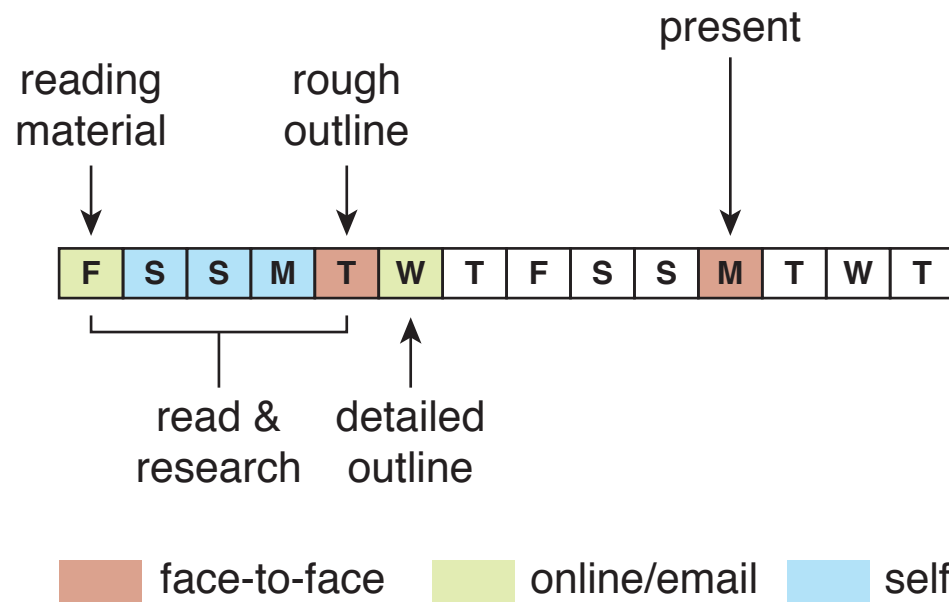 present
reading
material
rough
outline
F S S M T W T F S S M T W T
read &
research
detailed
outline
face-to-face online/email self